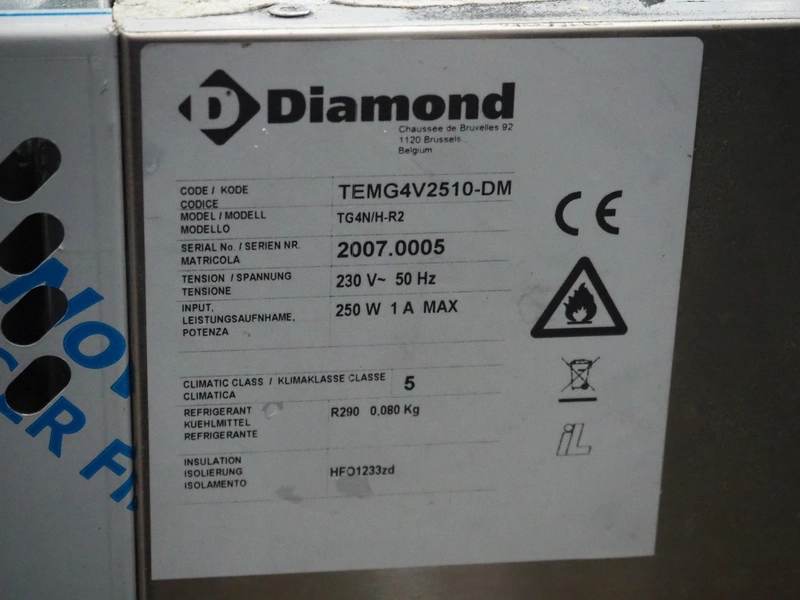 D Diamond
Chaussée de Bruxelles 92
1120 Brussels
Belgium
CODE / KODE
CODICE
TEMG4V2510-DM
MODEL / MODELL
MODELLO
TG4N/H-R2
SERIAL No. / SERIEN NR.
MATRICOLA
2007.0005
TENSION / SPANNUNG
TENSIONE
230 V~ 50 Hz
INPUT,
LEISTUNGSAUFNHAME,
POTENZA
250 W 1 A MAX
CE
CLIMATIC CLASS / KLIMAKLASSE CLASSE
CLIMATICA
5
REFRIGERANT
KUEHLMITTEL
REFRIGERANTE
R290 0,080 Kg
iL
INSULATION
ISOLIERUNG
ISOLAMENTO
HFO1233zd